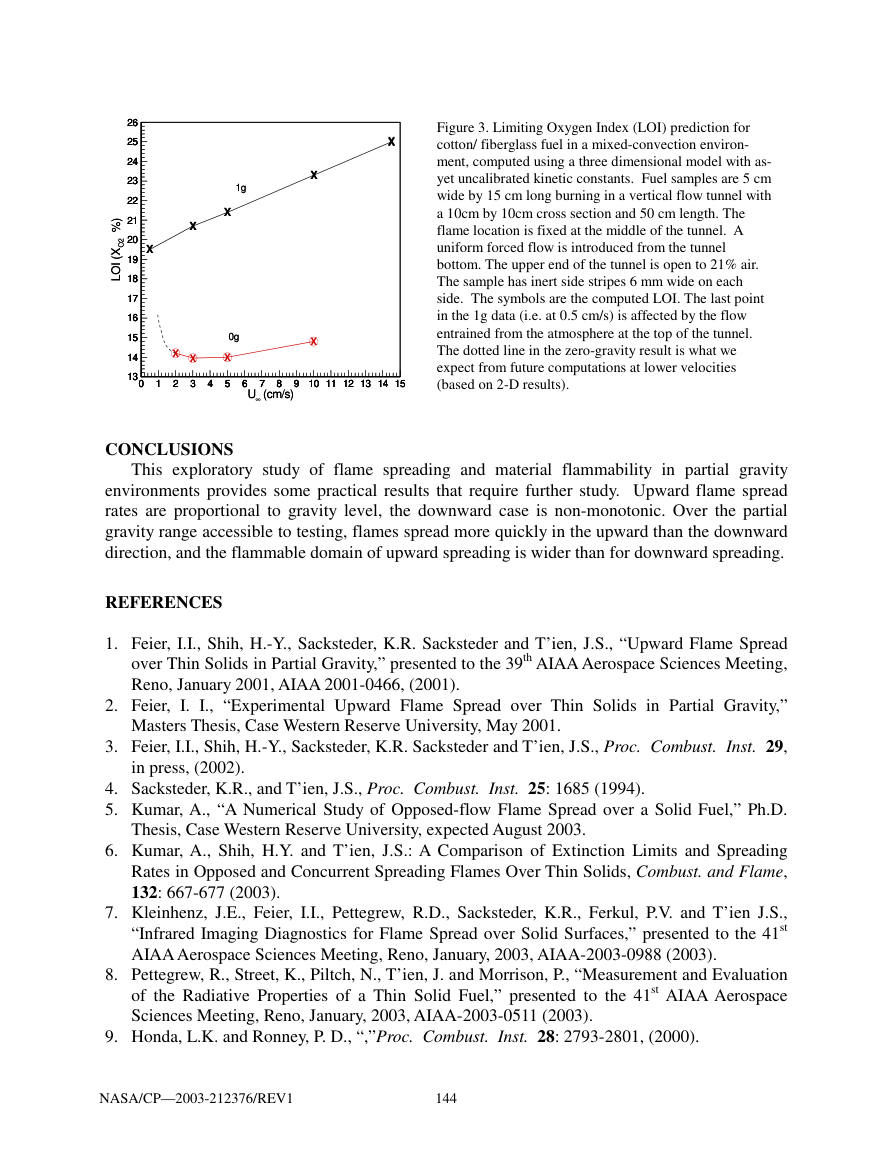 26
25
24
23
22
21
20
19
18
17
16
15
14
13
LOI (X_O2 %)
1g
0g
0 1 2 3 4 5 6 7 8 9 10 11 12 13 14 15
U∞ (cm/s)
Figure 3. Limiting Oxygen Index (LOI) prediction for
cotton/ fiberglass fuel in a mixed-convection environ-
ment, computed using a three dimensional model with as-
yet uncalibrated kinetic constants. Fuel samples are 5 cm
wide by 15 cm long burning in a vertical flow tunnel with
a 10cm by 10cm cross section and 50 cm length. The
flame location is fixed at the middle of the tunnel. A
uniform forced flow is introduced from the tunnel
bottom. The upper end of the tunnel is open to 21% air.
The sample has inert side stripes 6 mm wide on each
side. The symbols are the computed LOI. The last point
in the 1g data (i.e. at 0.5 cm/s) is affected by the flow
entrained from the atmosphere at the top of the tunnel.
The dotted line in the zero-gravity result is what we
expect from future computations at lower velocities
(based on 2-D results).
CONCLUSIONS
This exploratory study of flame spreading and material flammability in partial gravity
environments provides some practical results that require further study. Upward flame spread
rates are proportional to gravity level, the downward case is non-monotonic. Over the partial
gravity range accessible to testing, flames spread more quickly in the upward than the downward
direction, and the flammable domain of upward spreading is wider than for downward spreading.
REFERENCES
1. Feier, I.I., Shih, H.-Y., Sacksteder, K.R. Sacksteder and T'ien, J.S., “Upward Flame Spread
over Thin Solids in Partial Gravity,” presented to the 39th AIAA Aerospace Sciences Meeting,
Reno, January 2001, AIAA 2001-0466, (2001).
2. Feier, I. I., “Experimental Upward Flame Spread over Thin Solids in Partial Gravity,”
Masters Thesis, Case Western Reserve University, May 2001.
3. Feier, I.I., Shih, H.-Y., Sacksteder, K.R. Sacksteder and T'ien, J.S., Proc. Combust. Inst. 29,
in press, (2002).
4. Sacksteder, K.R., and T'ien, J.S., Proc. Combust. Inst. 25: 1685 (1994).
5. Kumar, A., “A Numerical Study of Opposed-flow Flame Spread over a Solid Fuel,” Ph.D.
Thesis, Case Western Reserve University, expected August 2003.
6. Kumar, A., Shih, H.Y. and T'ien, J.S.: A Comparison of Extinction Limits and Spreading
Rates in Opposed and Concurrent Spreading Flames Over Thin Solids, Combust. and Flame,
132: 667-677 (2003).
7. Kleinhenz, J.E., Feier, I.I., Pettegrew, R.D., Sacksteder, K.R., Ferkul, P.V. and T'ien J.S.,
“Infrared Imaging Diagnostics for Flame Spread over Solid Surfaces,” presented to the 41st
AIAA Aerospace Sciences Meeting, Reno, January, 2003, AIAA-2003-0988 (2003).
8. Pettegrew, R., Street, K., Piltch, N., T'ien, J. and Morrison, P., “Measurement and Evaluation
of the Radiative Properties of a Thin Solid Fuel,” presented to the 41st AIAA Aerospace
Sciences Meeting, Reno, January, 2003, AIAA-2003-0511 (2003).
9. Honda, L.K. and Ronney, P. D., “,”Proc. Combust. Inst. 28: 2793-2801, (2000).
NASA/CP—2003-212376/REV1 144